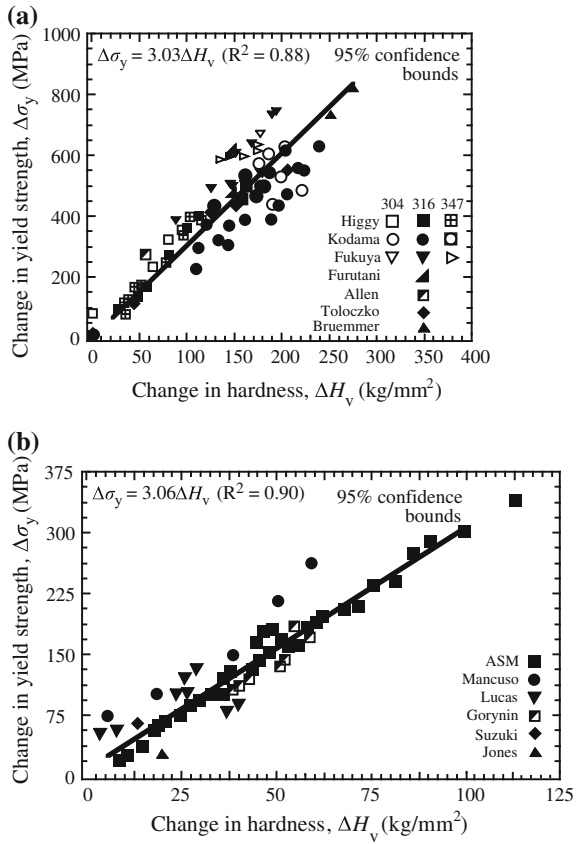 (a)
Change in yield strength, Δσy (MPa)
1000
800
600
400
200
0
Δσy = 3.03ΔHv (R² = 0.88)
95% confidence
bounds
304 316 347
Higgy
Kodama
Fukuya
Furutani
Allen
Toloczko
Bruemmer
0 50 100 150 200 250 300 350 400
Change in hardness, ΔHv (kg/mm²)
(b)
Change in yield strength, Δσy (MPa)
375
300
225
150
75
0
Δσy = 3.06ΔHv (R² = 0.90)
95% confidence
bounds
ASM
Mancuso
Lucas
Gorynin
Suzuki
Jones
0 25 50 75 100 125
Change in hardness, ΔHv (kg/mm²)